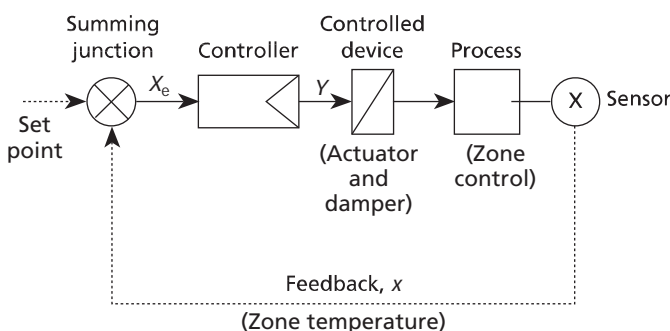 Summing
junction
Controller
Controlled
device
Process
Xe
Y
X
Sensor
Set
point
(Actuator
and
damper)
(Zone
control)
Feedback, x
(Zone temperature)